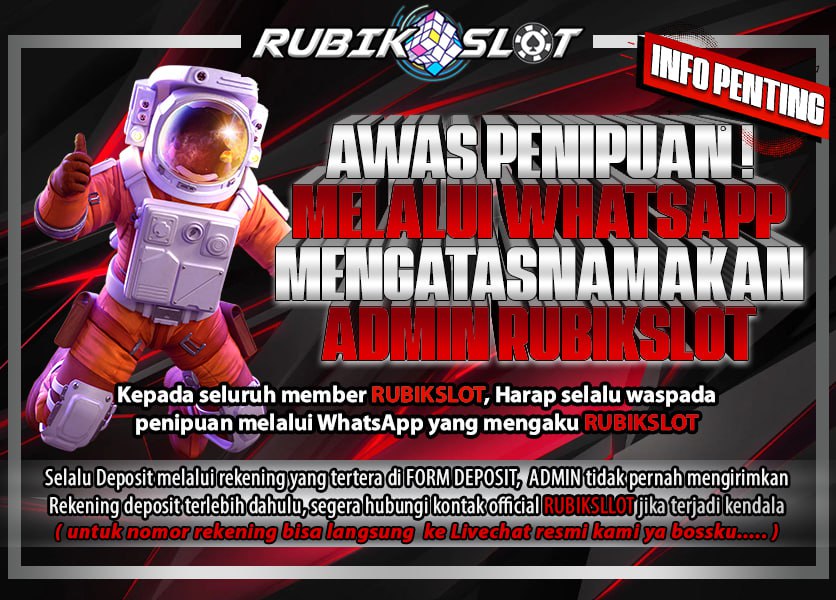 RUBIK SLOT
INFO PENTING
AWAS PENIPUAN !
MELALUI WHATSAPP
MENGATASNAMAKAN
ADMIN RUBIKSLOT
Kepada seluruh member RUBIKSLOT, Harap selalu waspada
penipuan melalui WhatsApp yang mengaku RUBIKSLOT
Selalu Deposit melalui rekening yang tertera di FORM DEPOSIT, ADMIN tidak pernah mengirimkan
Rekening deposit terlebih dahulu, segera hubungi kontak official RUBIKSLLOT jika terjadi kendala
( untuk nomor rekening bisa langsung ke Livechat resmi kami ya bossku..... )